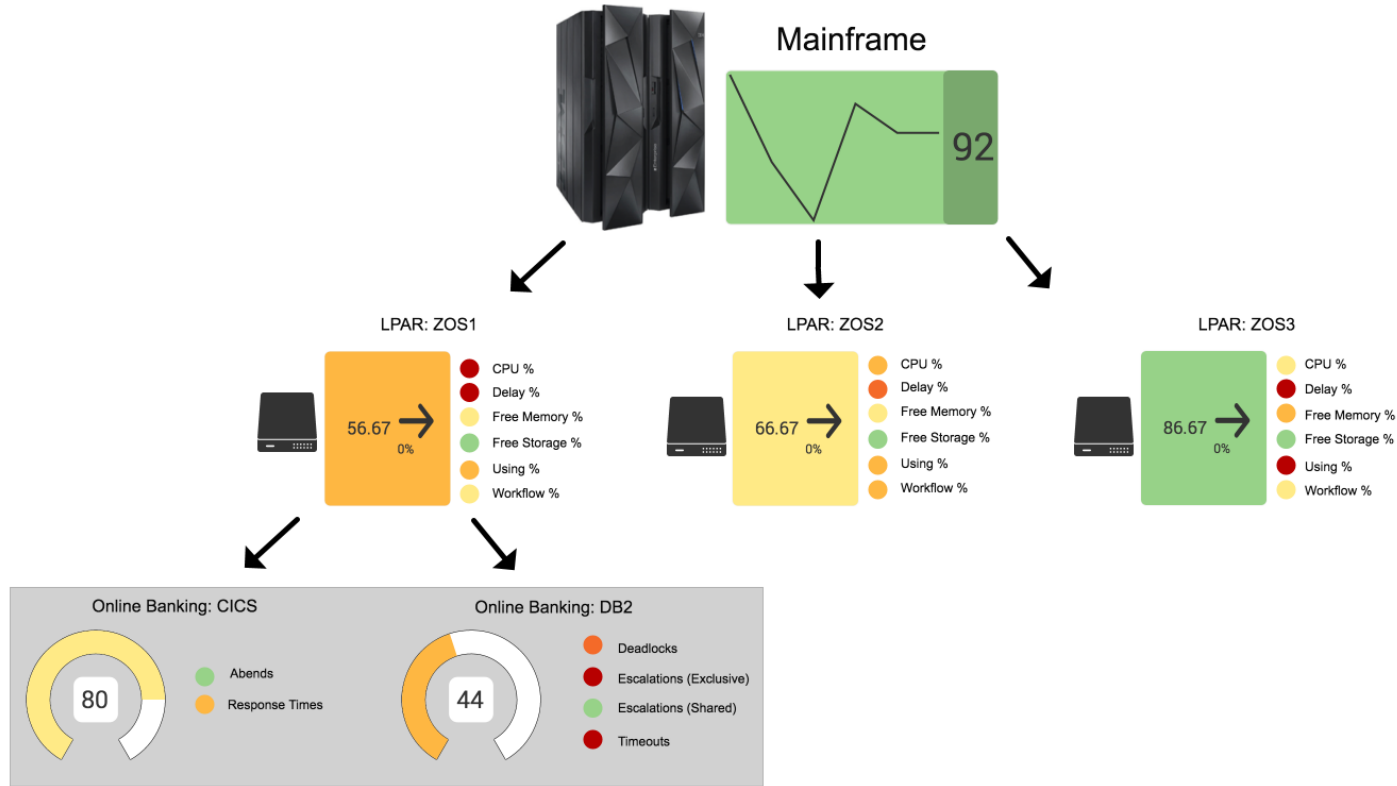 Mainframe
92
LPAR: ZOS1
56.67
0%
CPU %
Delay %
Free Memory %
Free Storage %
Using %
Workflow %
LPAR: ZOS2
66.67
0%
CPU %
Delay %
Free Memory %
Free Storage %
Using %
Workflow %
LPAR: ZOS3
86.67
0%
CPU %
Delay %
Free Memory %
Free Storage %
Using %
Workflow %
Online Banking: CICS
80
Abends
Response Times
Online Banking: DB2
44
Deadlocks
Escalations (Exclusive)
Escalations (Shared)
Timeouts